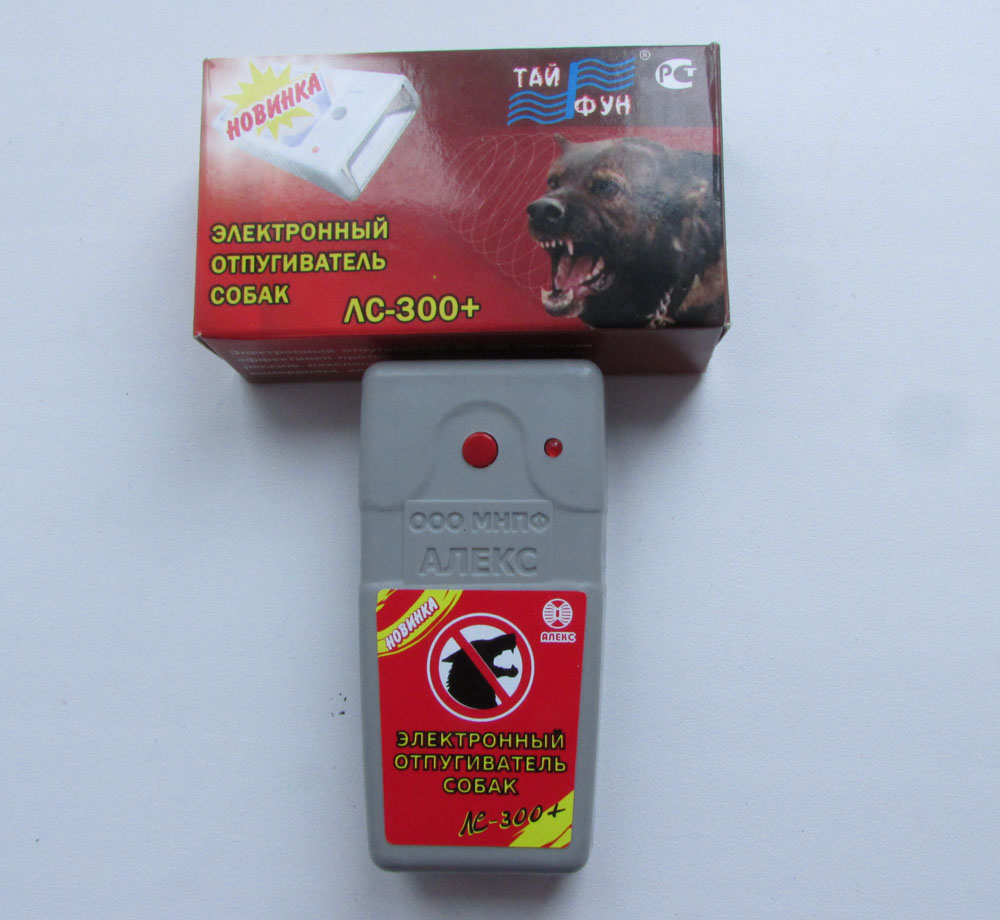 НОВИНКА
ТАЙ
ФУН
®
РСТ
ЭЛЕКТРОННЫЙ
ОТПУГИВАТЕЛЬ
СОБАК
ЛС-300+
Электронный
ООО МНПФ
АЛЕКС
НОВИНКА
АЛЕКС
ЭЛЕКТРОННЫЙ
ОТПУГИВАТЕЛЬ
СОБАК
ЛС-300+